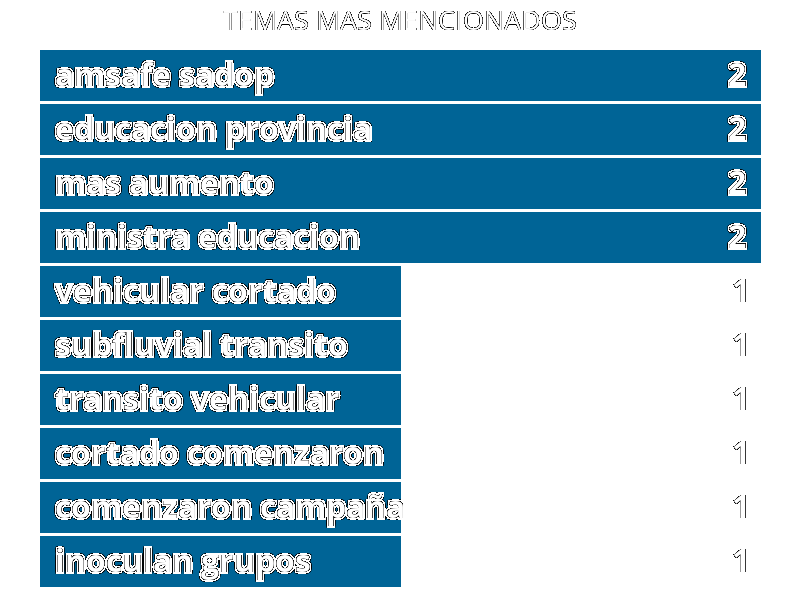 TEMAS MAS MENCIONADOS
amsafe sadop 2
educacion provincia 2
mas aumento 2
ministra educacion 2
vehicular cortado 1
subfluvial transito 1
transito vehicular 1
cortado comenzaron 1
comenzaron campaña 1
inoculan grupos 1